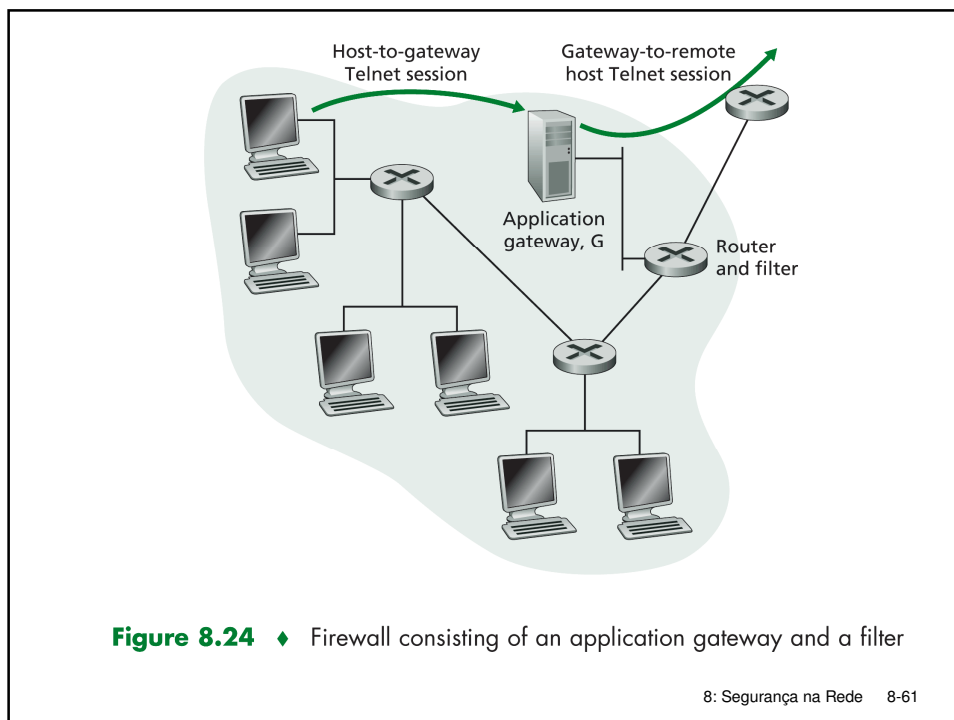 Host-to-gateway
Telnet session
Gateway-to-remote
host Telnet session
Application
gateway, G
Router
and filter
Figure 8.24 ♦ Firewall consisting of an application gateway and a filter
8: Segurança na Rede 8-61